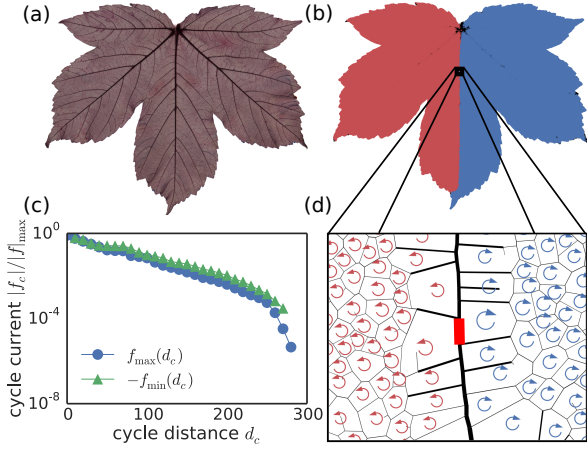 (a)
(b)
(c)
(d)
cycle current |f_c|/|f|_max
10^0
10^-4
10^-8
f_max(d_c)
−f_min(d_c)
0 100 200 300
cycle distance d_c